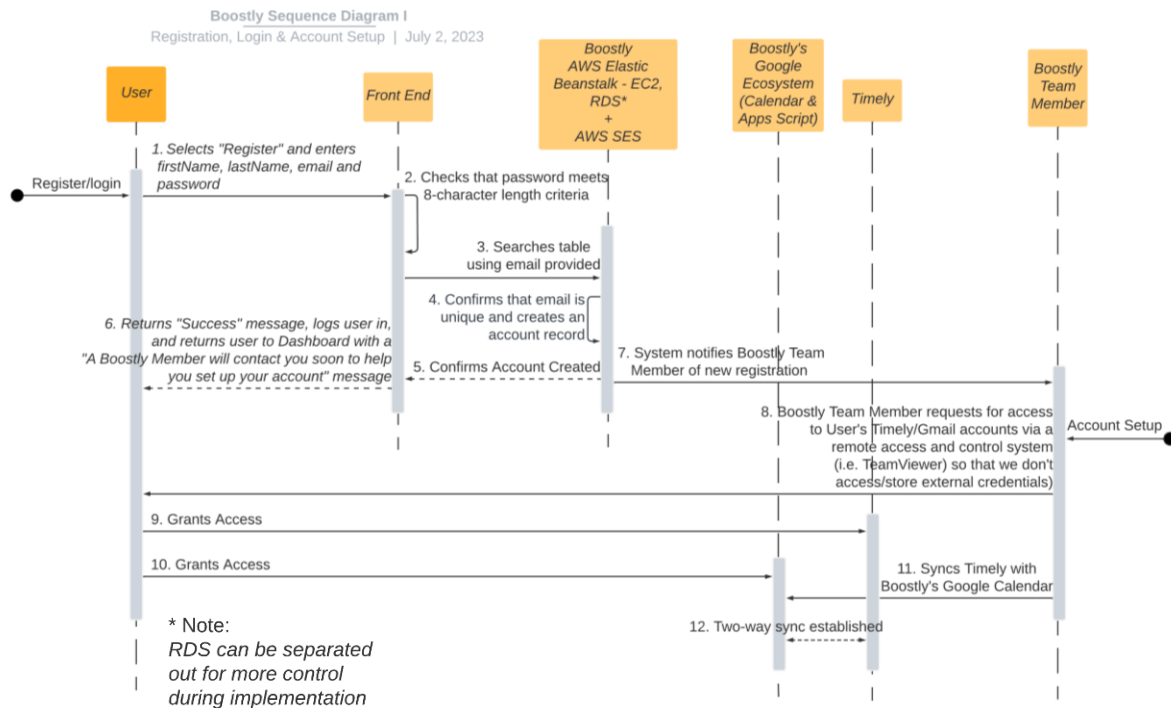 Boostly Sequence Diagram I
Registration, Login & Account Setup | July 2, 2023
User
Front End
Boostly
AWS Elastic
Beanstalk - EC2,
RDS*
+
AWS SES
Boostly's
Google
Ecosystem
(Calendar &
Apps Script)
Timely
Boostly
Team
Member
Register/login
1. Selects "Register" and enters
firstName, lastName, email and
password
2. Checks that password meets
8-character length criteria
3. Searches table
using email provided
4. Confirms that email is
unique and creates an
account record
5. Confirms Account Created
6. Returns "Success" message, logs user in,
and returns user to Dashboard with a
"A Boostly Member will contact you soon to help
you set up your account" message
7. System notifies Boostly Team
Member of new registration
8. Boostly Team Member requests for access
to User's Timely/Gmail accounts via a
remote access and control system
(i.e. TeamViewer) so that we don't
access/store external credentials)
Account Setup
9. Grants Access
10. Grants Access
11. Syncs Timely with
Boostly's Google Calendar
12. Two-way sync established
* Note:
RDS can be separated
out for more control
during implementation